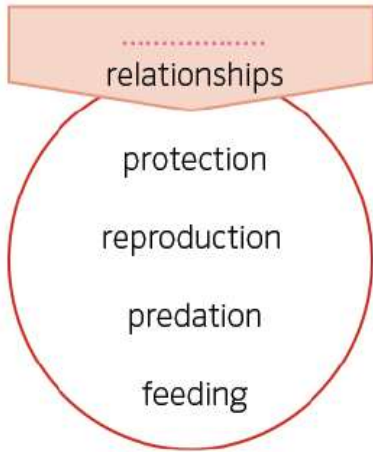 ....................
relationships
protection
reproduction
predation
feeding